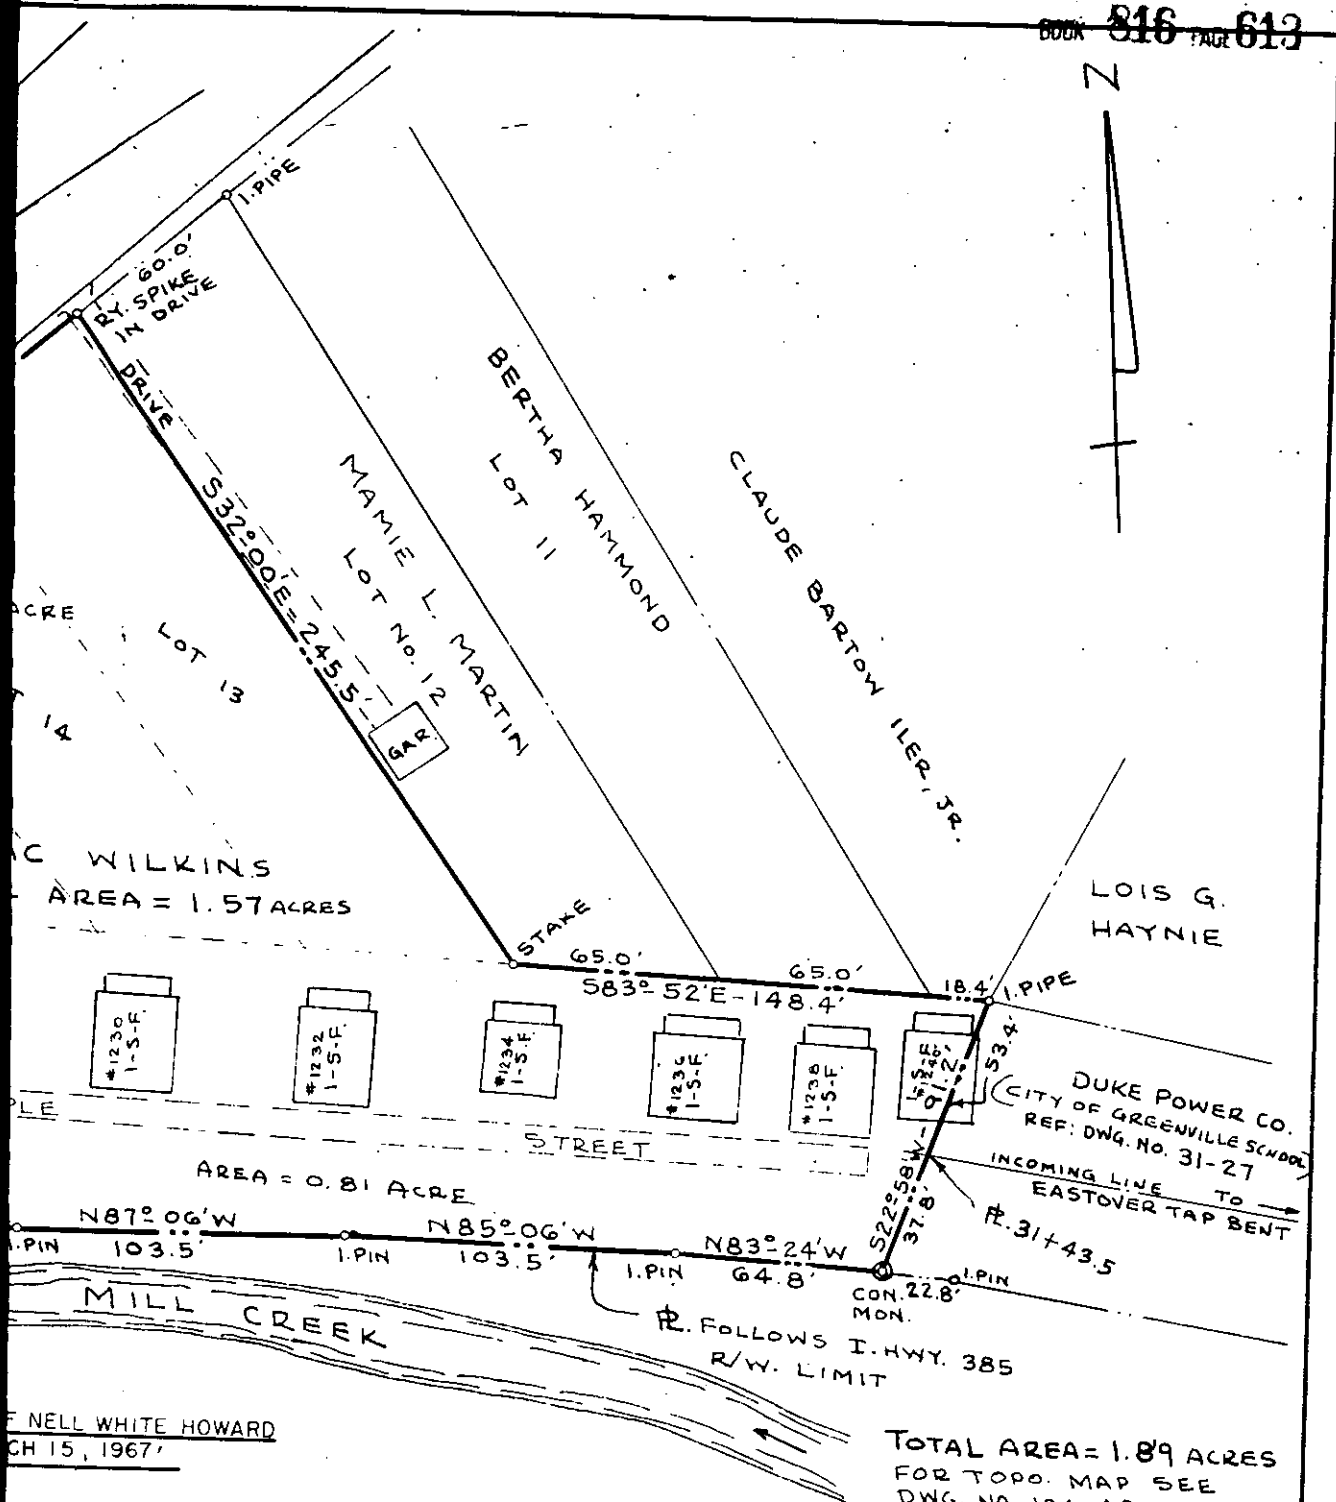 BOOK 816 PAGE 613
N
I. PIPE
60.0'
RY. SPIKE
IN DRIVE
DRIVE
S32°-00'E = 245.5'
MAMIE L. MARTIN
LOT No. 12
BERTHA HAMMOND
LOT 11
CLAUDE BARTOW ILER, JR.
ACRE
LOT 13
14
GAR.
WILKINS
AREA = 1.57 ACRES
LOIS G.
HAYNIE
STAKE
65.0'
65.0'
18.4'
S83°-52'E-148.4'
I. PIPE
#1230
1-S-F.
#1232
1-S-F.
#1234
1-S-F.
#1236
1-S-F.
#1238
1-S-F.
1-S-F.
53.4'
S22°-58'W-91.2'
37.8'
DUKE POWER CO.
(CITY OF GREENVILLE SCHOOL)
REF: DWG. NO. 31-27
INCOMING LINE TO
EASTOVER TAP BENT
STREET
AREA = 0.81 ACRE
PL. 31+43.5
N87°-06'W
103.5'
N85°-06'W
103.5'
N83°-24'W
64.8'
I.PIN
I.PIN
I.PIN
CON.
MON.
22.8'
I.PIN
MILL CREEK
PL. FOLLOWS I. HWY. 385
R/W. LIMIT
F NELL WHITE HOWARD
CH 15, 1967'
TOTAL AREA = 1.89 ACRES
FOR TOPO. MAP SEE